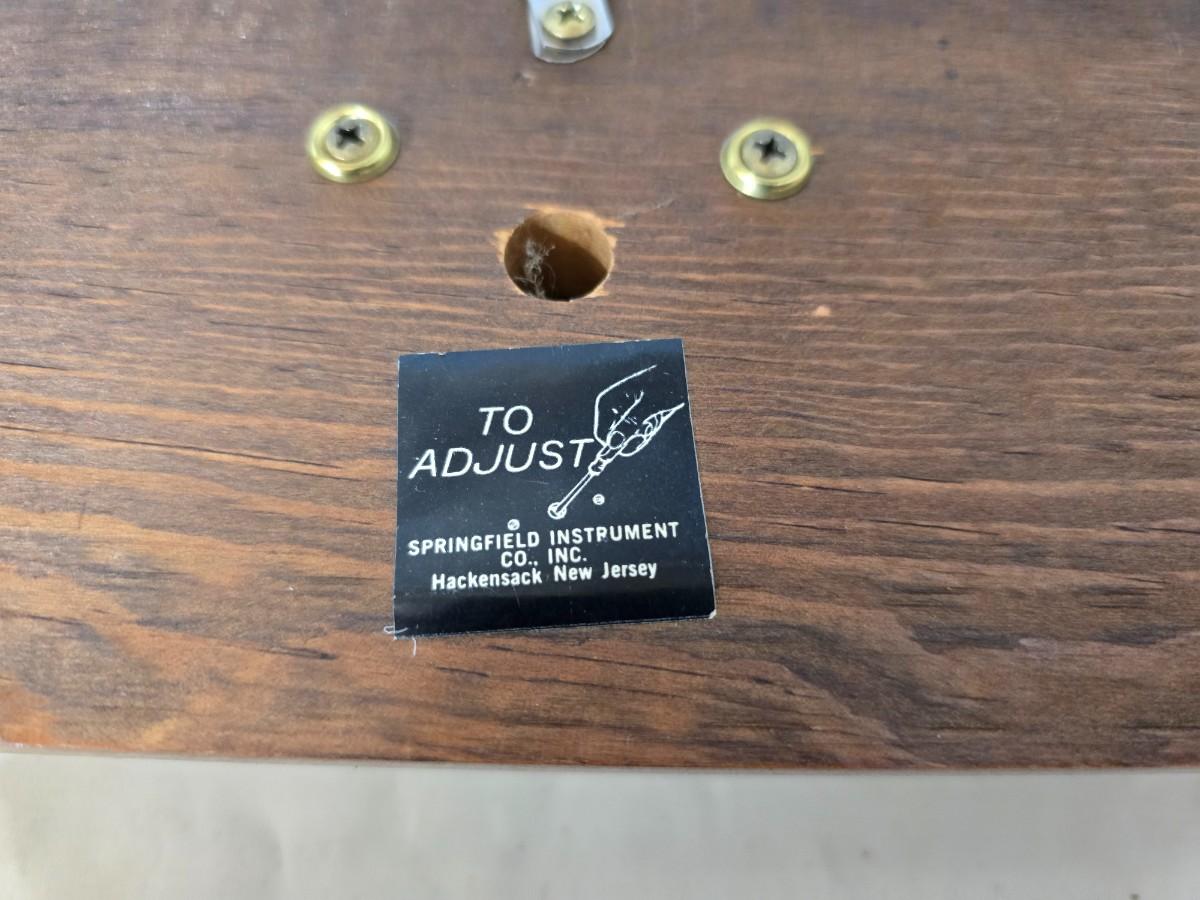 TO
ADJUST
SPRINGFIELD INSTRUMENT
CO., INC.
Hackensack New Jersey